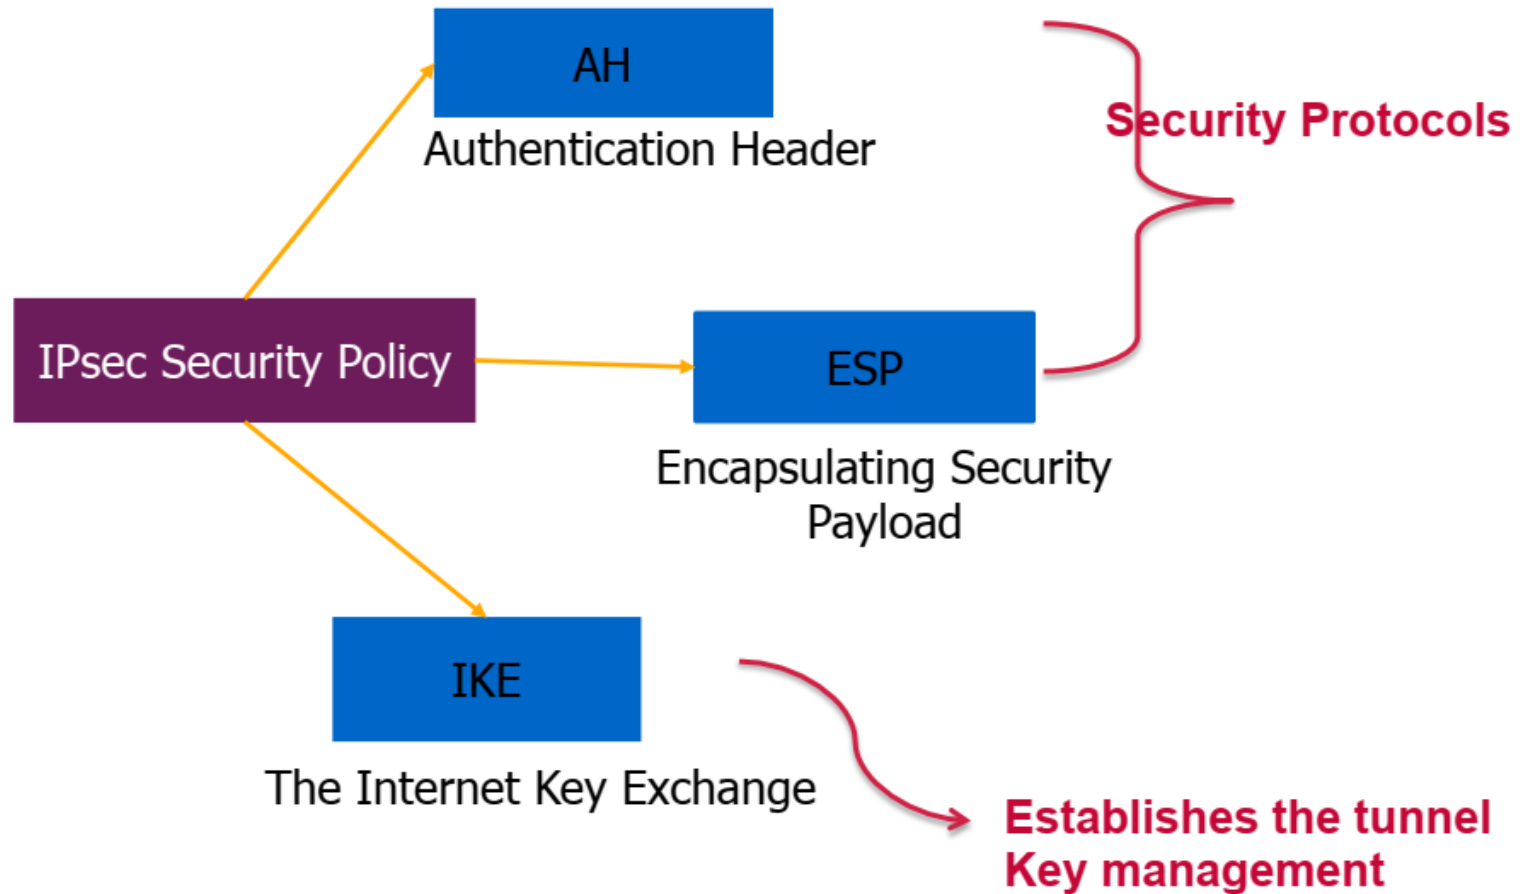 AH
Authentication Header
Security Protocols
IPsec Security Policy
ESP
Encapsulating Security
Payload
IKE
The Internet Key Exchange
Establishes the tunnel
Key management